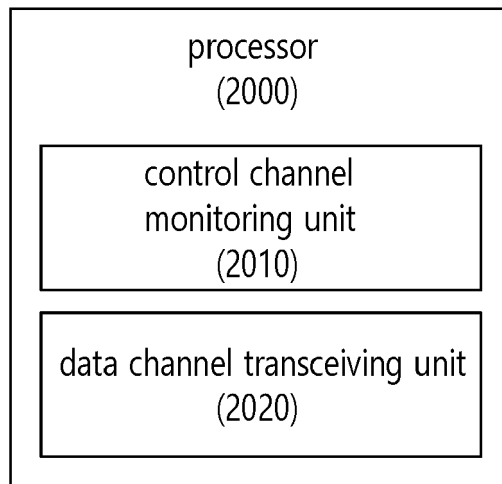 processor
(2000)
control channel
monitoring unit
(2010)
data channel transceiving unit
(2020)